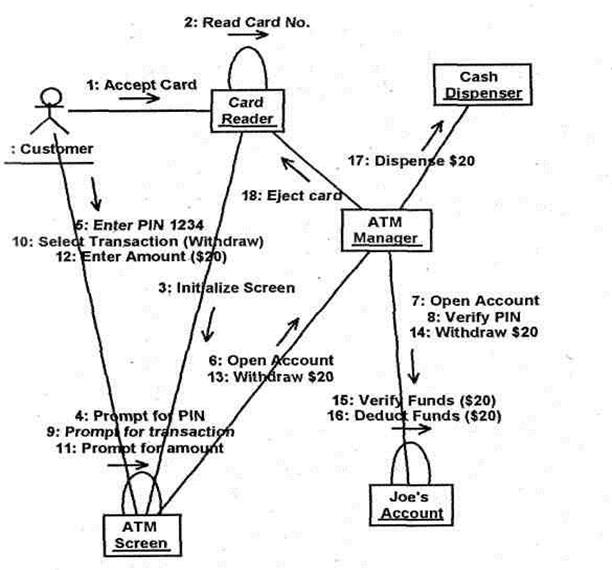 2: Read Card No.
1: Accept Card
Card
Reader
Cash
Dispenser
: Customer
17: Dispense $20
18: Eject card
ATM
Manager
5: Enter PIN 1234
10: Select Transaction (Withdraw)
12: Enter Amount ($20)
3: Initialize Screen
7: Open Account
8: Verify PIN
14: Withdraw $20
6: Open Account
13: Withdraw $20
15: Verify Funds ($20)
16: Deduct Funds ($20)
4: Prompt for PIN
9: Prompt for transaction
11: Prompt for amount
Joe's
Account
ATM
Screen